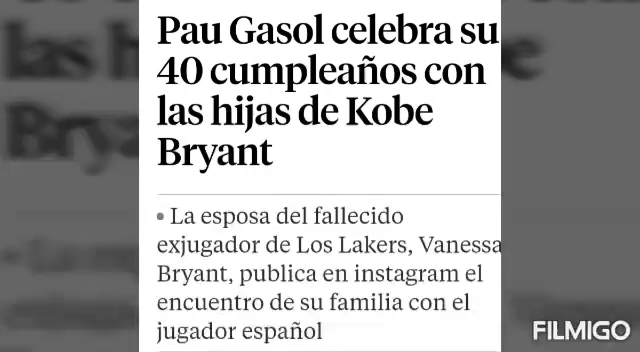 Pau Gasol celebra su
40 cumpleaños con
las hijas de Kobe
Bryant
• La esposa del fallecido
exjugador de Los Lakers, Vanessa
Bryant, publica en instagram el
encuentro de su familia con el
jugador español
FILMIGO